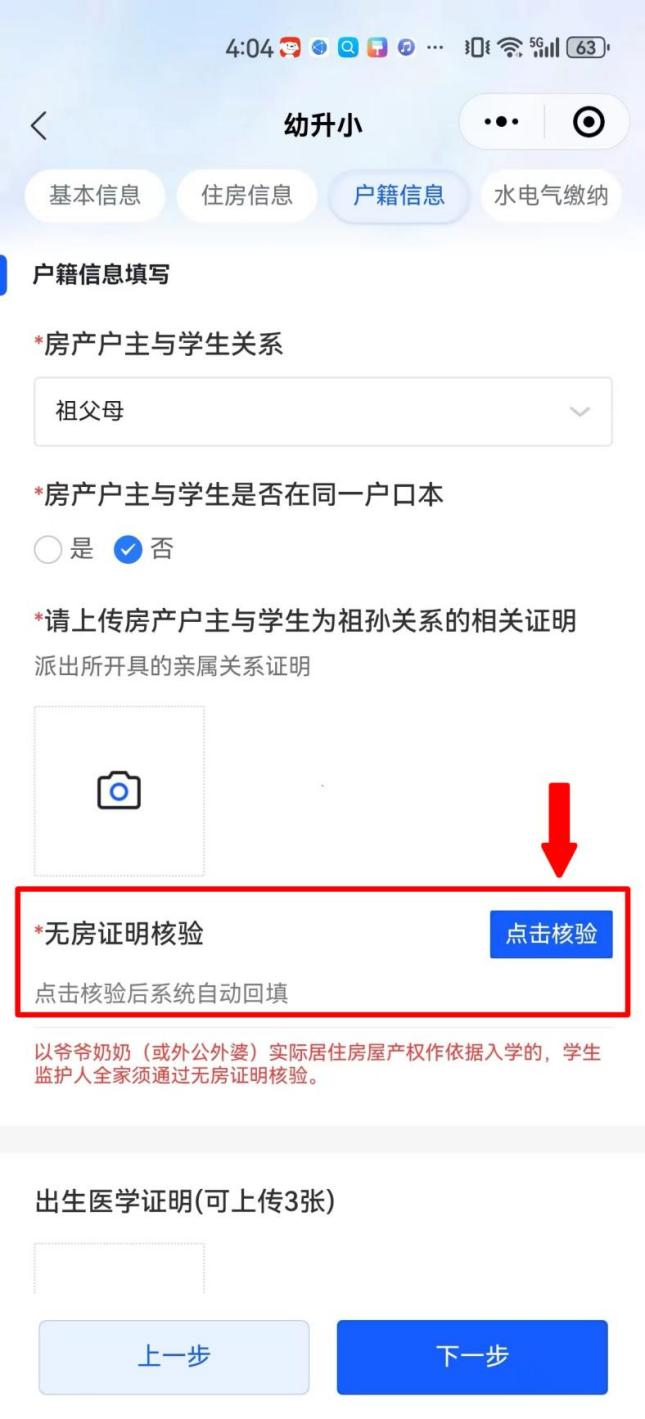 4:04
5G
63
幼升小
基本信息
住房信息
户籍信息
水电气缴纳
户籍信息填写
*房产户主与学生关系
祖父母
*房产户主与学生是否在同一户口本
是
否
*请上传房产户主与学生为祖孙关系的相关证明
派出所开具的亲属关系证明
*无房证明核验
点击核验
点击核验后系统自动回填
以爷爷奶奶（或外公外婆）实际居住房屋产权作依据入学的，学生
监护人全家须通过无房证明核验。
出生医学证明(可上传3张)
上一步
下一步